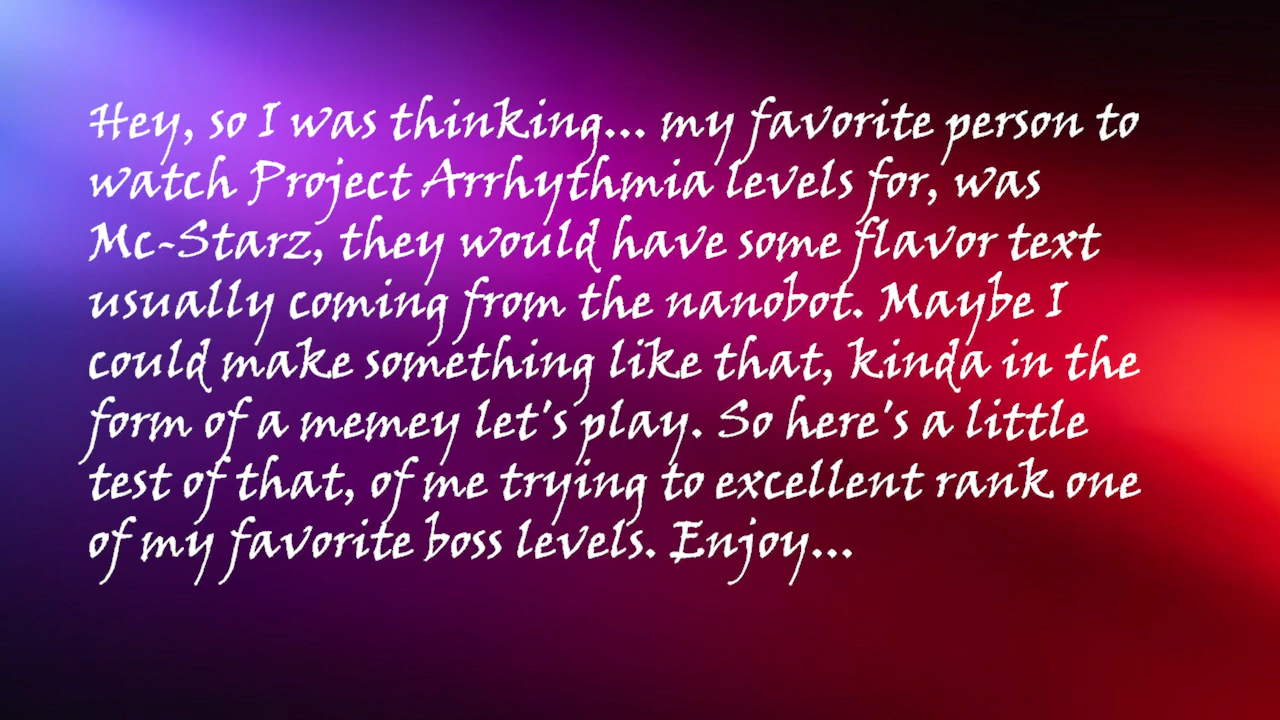 Hey, so I was thinking... my favorite person to
watch Project Arrhythmia levels for, was
Mc-Starz, they would have some flavor text
usually coming from the nanobot. Maybe I
could make something like that, kinda in the
form of a memey let's play. So here's a little
test of that, of me trying to excellent rank one
of my favorite boss levels. Enjoy...